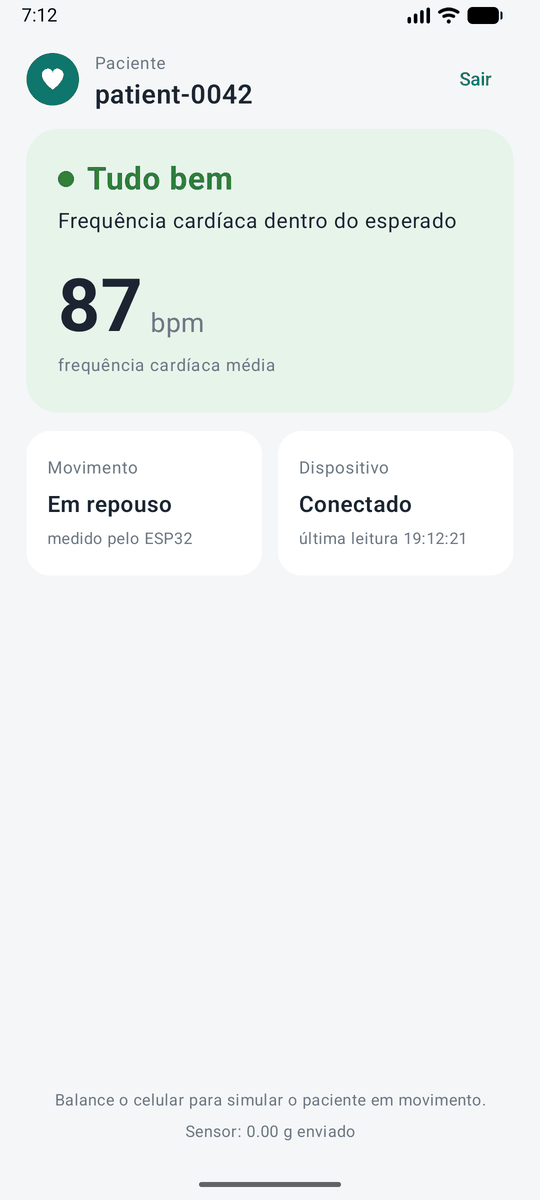 7:12
Paciente
patient-0042
Sair
Tudo bem
Frequência cardíaca dentro do esperado
87 bpm
frequência cardíaca média
Movimento
Em repouso
medido pelo ESP32
Dispositivo
Conectado
última leitura 19:12:21
Balance o celular para simular o paciente em movimento.
Sensor: 0.00 g enviado